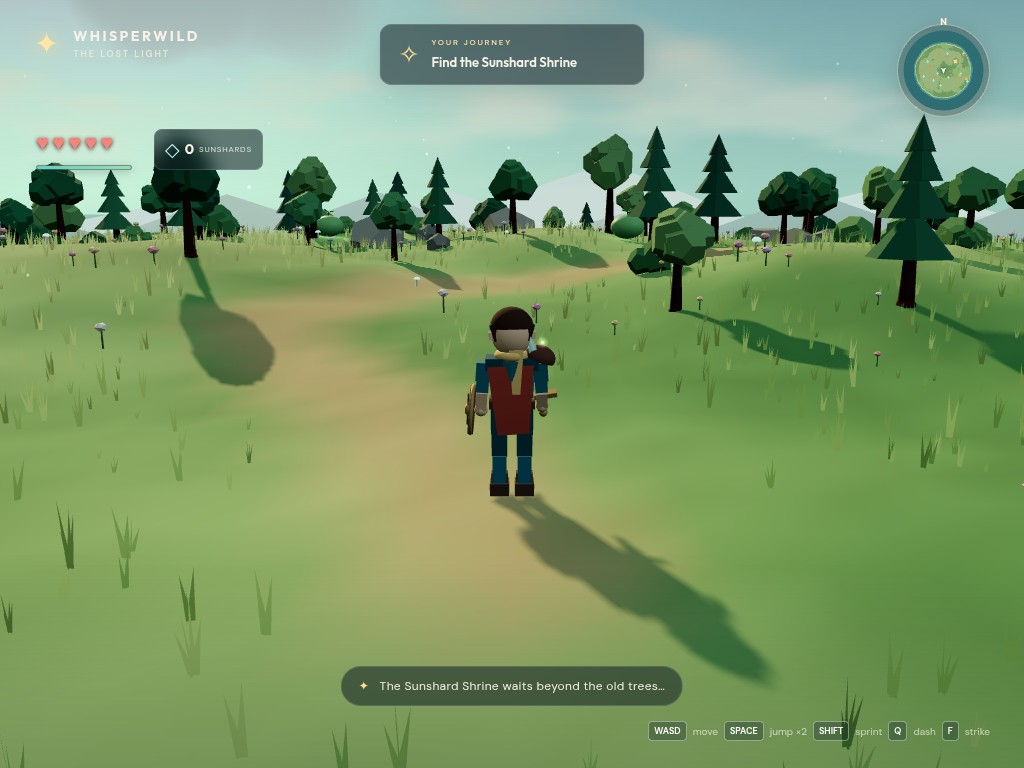 WHISPERWILD
THE LOST LIGHT
YOUR JOURNEY
Find the Sunshard Shrine
N
0 SUNSHARDS
The Sunshard Shrine waits beyond the old trees...
WASD move SPACE jump ×2 SHIFT sprint Q dash F strike